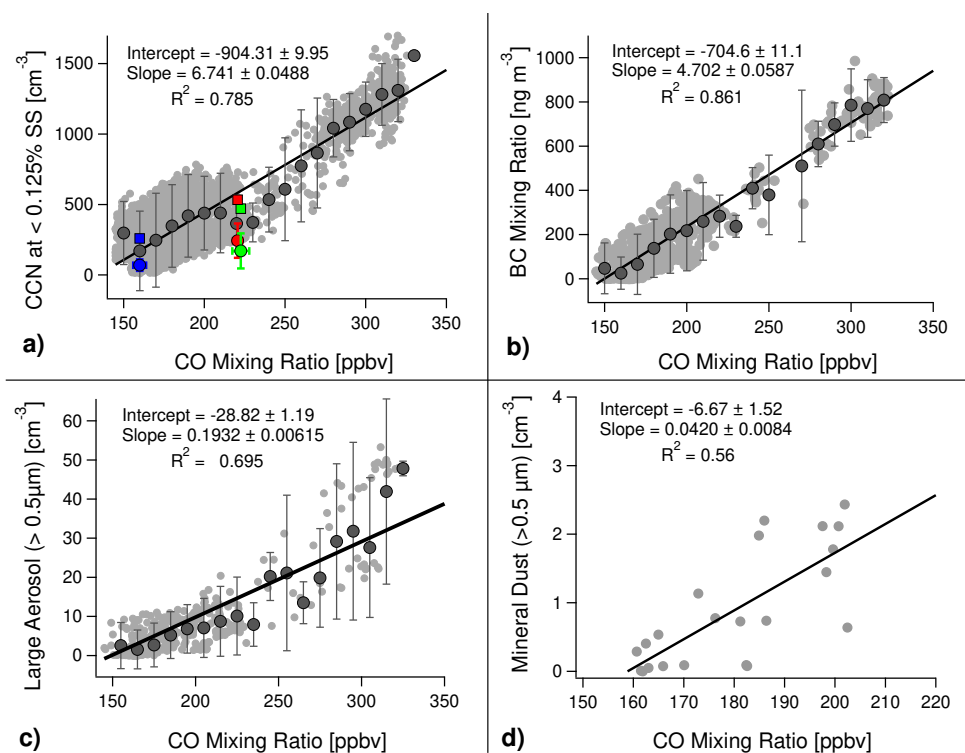 Intercept = -904.31 ± 9.95
Slope = 6.741 ± 0.0488
R² = 0.785
CCN at < 0.125% SS [cm⁻³]
1500
1000
500
0
150 200 250 300 350
CO Mixing Ratio [ppbv]
a)
Intercept = -704.6 ± 11.1
Slope = 4.702 ± 0.0587
R² = 0.861
BC Mixing Ratio [ng m⁻³]
1000
800
600
400
200
0
150 200 250 300 350
CO Mixing Ratio [ppbv]
b)
Intercept = -28.82 ± 1.19
Slope = 0.1932 ± 0.00615
R² = 0.695
Large Aerosol (> 0.5µm) [cm⁻³]
60
50
40
30
20
10
0
150 200 250 300 350
CO Mixing Ratio [ppbv]
c)
Intercept = -6.67 ± 1.52
Slope = 0.0420 ± 0.0084
R² = 0.56
Mineral Dust (>0.5 µm) [cm⁻³]
4
3
2
1
0
150 160 170 180 190 200 210 220
CO Mixing Ratio [ppbv]
d)